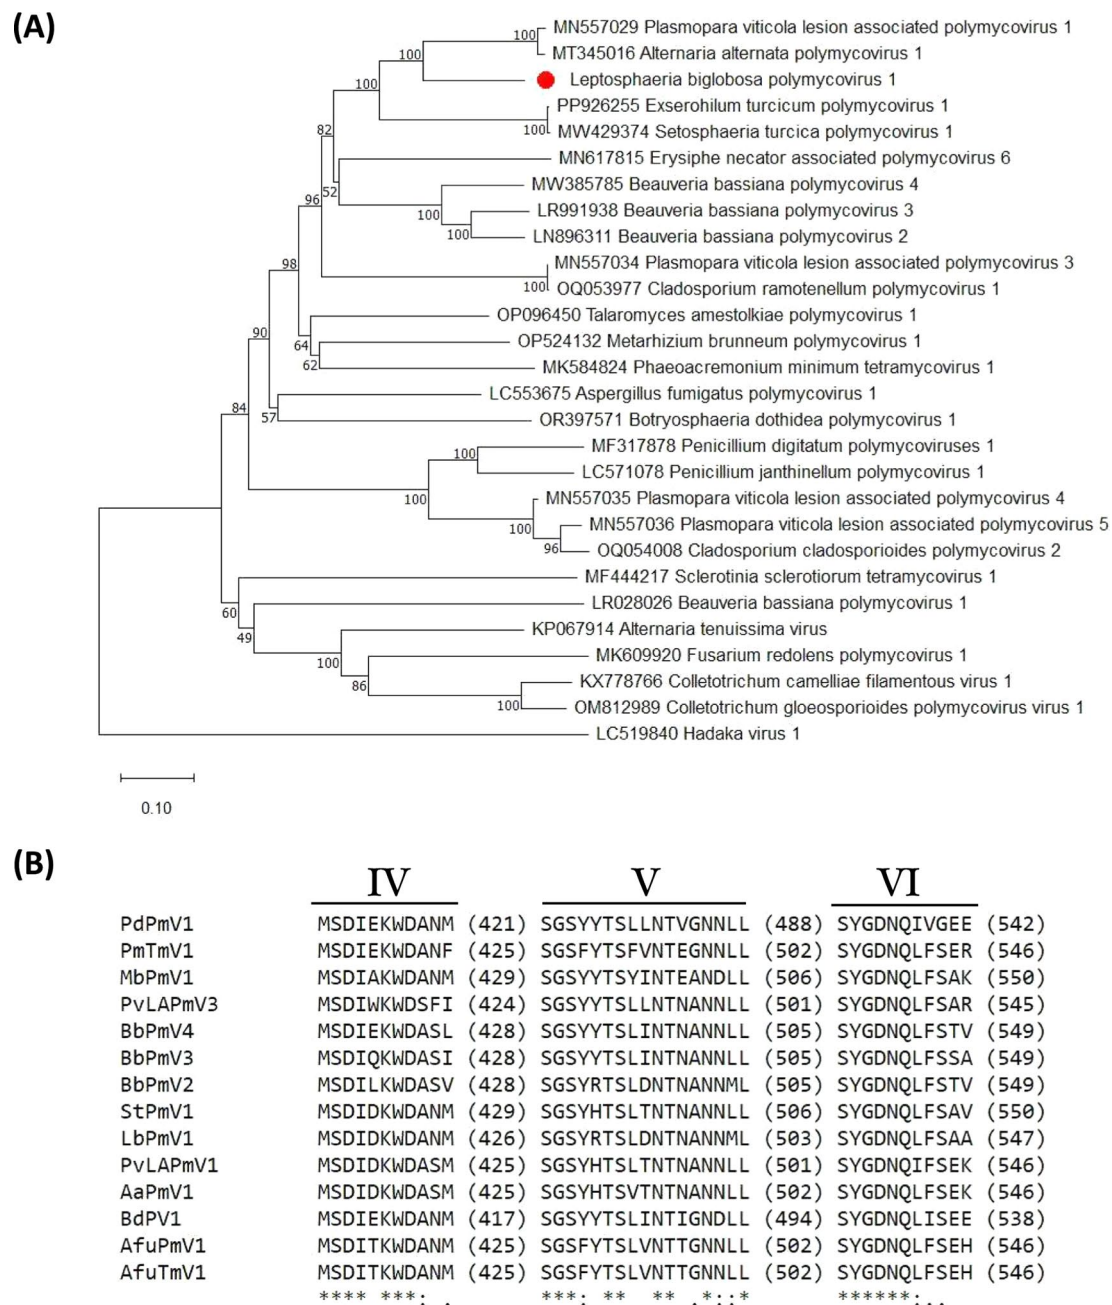 (A)
MN557029 Plasmopara viticola lesion associated polymycovirus 1
100
MT345016 Alternaria alternata polymycovirus 1
100
Leptosphaeria biglobosa polymycovirus 1
100
PP926255 Exserohilum turcicum polymycovirus 1
100
MW429374 Setosphaeria turcica polymycovirus 1
82
MN617815 Erysiphe necator associated polymycovirus 6
52
MW385785 Beauveria bassiana polymycovirus 4
96
100
LR991938 Beauveria bassiana polymycovirus 3
100
LN896311 Beauveria bassiana polymycovirus 2
98
MN557034 Plasmopara viticola lesion associated polymycovirus 3
100
OQ053977 Cladosporium ramotenellum polymycovirus 1
OP096450 Talaromyces amestolkiae polymycovirus 1
90
64
OP524132 Metarhizium brunneum polymycovirus 1
62
MK584824 Phaeoacremonium minimum tetramycovirus 1
LC553675 Aspergillus fumigatus polymycovirus 1
84
57
OR397571 Botryosphaeria dothidea polymycovirus 1
MF317878 Penicillium digitatum polymycoviruses 1
100
LC571078 Penicillium janthinellum polymycovirus 1
100
MN557035 Plasmopara viticola lesion associated polymycovirus 4
100
MN557036 Plasmopara viticola lesion associated polymycovirus 5
96
OQ054008 Cladosporium cladosporioides polymycovirus 2
MF444217 Sclerotinia sclerotiorum tetramycovirus 1
60
LR028026 Beauveria bassiana polymycovirus 1
49
KP067914 Alternaria tenuissima virus
100
MK609920 Fusarium redolens polymycovirus 1
86
KX778766 Colletotrichum camelliae filamentous virus 1
100
OM812989 Colletotrichum gloeosporioides polymycovirus virus 1
LC519840 Hadaka virus 1
0.10
(B)
IV V VI
PdPmV1 MSDIEKWDANM (421) SGSYYTSLLNTVGNNLL (488) SYGDNQIVGEE (542)
PmTmV1 MSDIEKWDANF (425) SGSFYTSFVNTEGNNLL (502) SYGDNQLFSER (546)
MbPmV1 MSDIAKWDANM (429) SGSYYTSYINTEANDLL (506) SYGDNQLFSAK (550)
PvLAPmV3 MSDIWKWDSFI (424) SGSYYTSLLNTNANNLL (501) SYGDNQLFSAR (545)
BbPmV4 MSDIEKWDASL (428) SGSYYTSLINTNANNLL (505) SYGDNQLFSTV (549)
BbPmV3 MSDIQKWDASI (428) SGSYYTSLINTNANNLL (505) SYGDNQLFSSA (549)
BbPmV2 MSDILKWDASV (428) SGSYRTSLDNTNANNML (505) SYGDNQLFSTV (549)
StPmV1 MSDIDKWDANM (429) SGSYHTSLTNTNANNLL (506) SYGDNQLFSAV (550)
LbPmV1 MSDIDKWDANM (426) SGSYRTSLDNTNANNML (503) SYGDNQLFSAA (547)
PvLAPmV1 MSDIDKWDASM (425) SGSYHTSLTNTNANNLL (501) SYGDNQIFSEK (546)
AaPmV1 MSDIDKWDASM (425) SGSYHTSVTNTNANNLL (502) SYGDNQLFSEK (546)
BdPV1 MSDIEKWDANM (417) SGSYYTSLINTIGNDLL (494) SYGDNQLISEE (538)
AfuPmV1 MSDITKWDANM (425) SGSFYTSLVNTTGNNLL (502) SYGDNQLFSEH (546)
AfuTmV1 MSDITKWDANM (425) SGSFYTSLVNTTGNNLL (502) SYGDNQLFSEH (546)
**** ***: . ***: ** ** .*::* ******:..